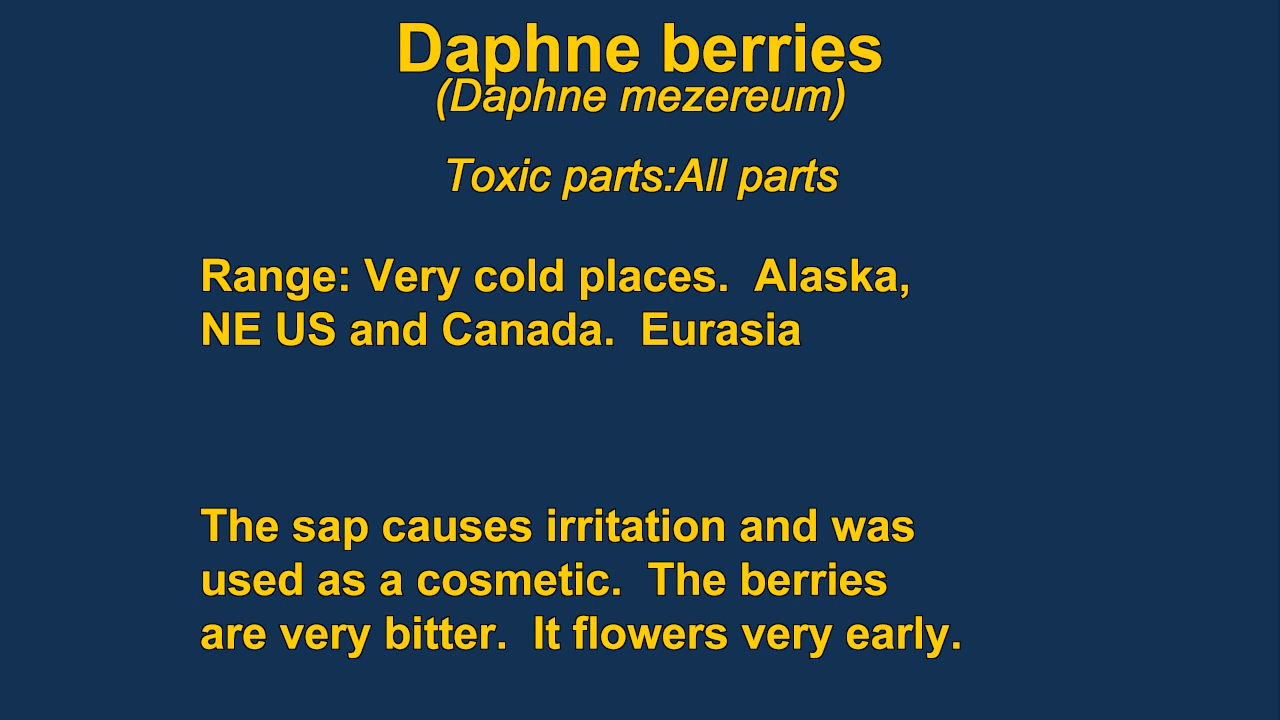 Daphne berries
(Daphne mezereum)
Toxic parts:All parts
Range: Very cold places.  Alaska,
NE US and Canada.  Eurasia
The sap causes irritation and was
used as a cosmetic.  The berries
are very bitter.  It flowers very early.